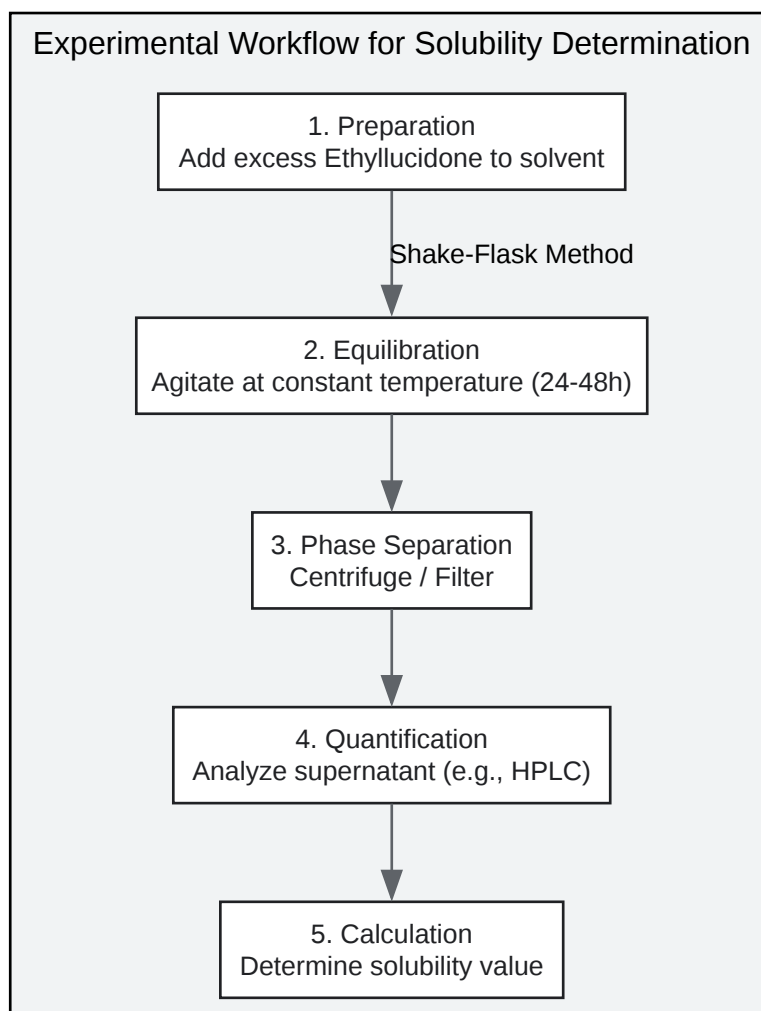 Experimental Workflow for Solubility Determination
1. Preparation
Add excess Ethyllucidone to solvent
Shake-Flask Method
2. Equilibration
Agitate at constant temperature (24-48h)
3. Phase Separation
Centrifuge / Filter
4. Quantification
Analyze supernatant (e.g., HPLC)
5. Calculation
Determine solubility value